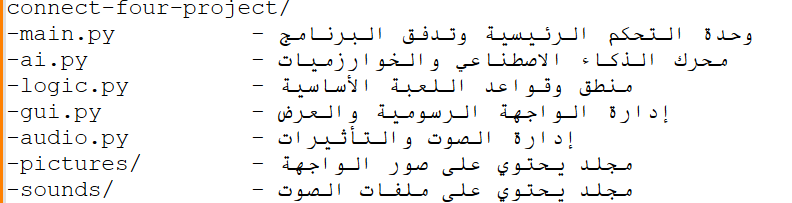 connect-four-project/
-main.py - وحدة التحكم الرئيسية وتدفق البرنامج
-ai.py - محرك الذكاء الاصطناعي والخوارزميات
-logic.py - منطق وقواعد اللعبة الأساسية
-gui.py - إدارة الواجهة الرسومية والعرض
-audio.py - إدارة الصوت والتأثيرات
-pictures/ - مجلد يحتوي على صور الواجهة
-sounds/ - مجلد يحتوي على ملفات الصوت